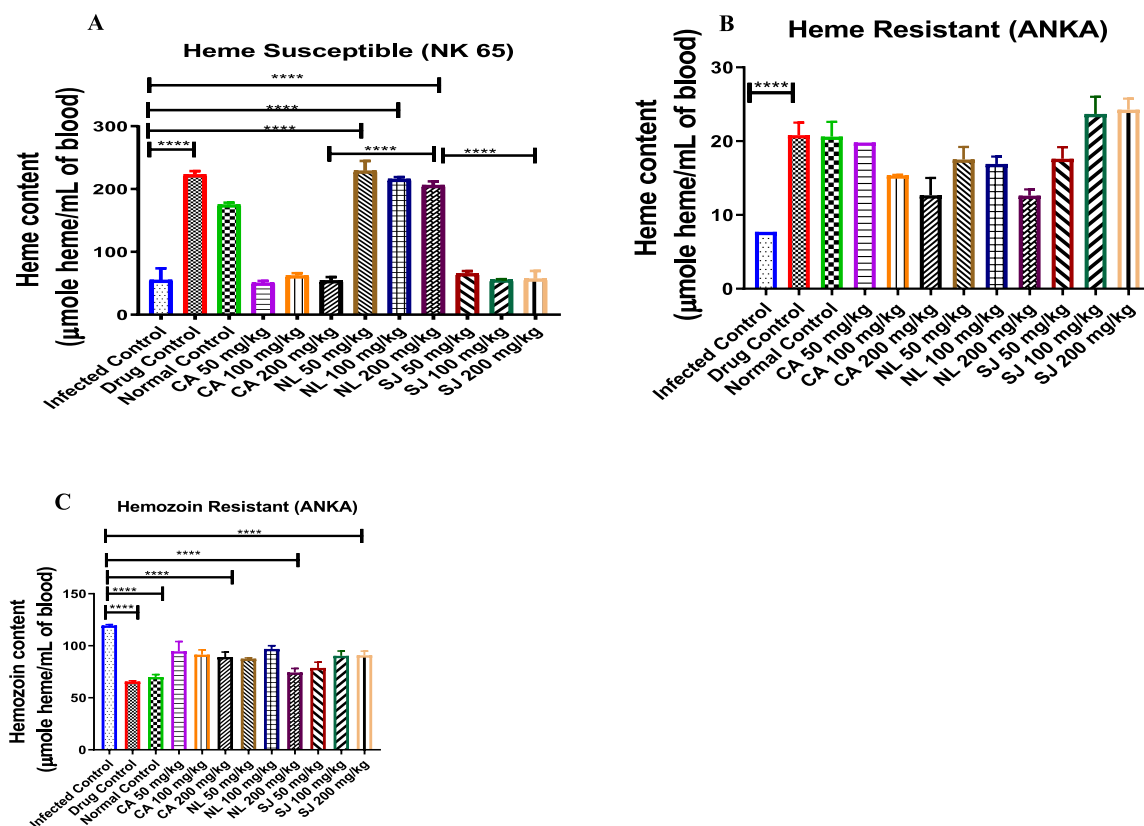 A
Heme Susceptible (NK 65)
****
****
****
****
****
****
Heme content
(μmole heme/mL of blood)
300
200
100
0
Infected Control
Drug Control
Normal Control
CA 50 mg/kg
CA 100 mg/kg
CA 200 mg/kg
NL 50 mg/kg
NL 100 mg/kg
NL 200 mg/kg
SJ 50 mg/kg
SJ 100 mg/kg
SJ 200 mg/kg
B
Heme Resistant (ANKA)
****
Heme content
(μmole heme/mL of blood)
30
20
10
0
Infected Control
Drug Control
Normal Control
CA 50 mg/kg
CA 100 mg/kg
CA 200 mg/kg
NL 50 mg/kg
NL 100 mg/kg
NL 200 mg/kg
SJ 50 mg/kg
SJ 100 mg/kg
SJ 200 mg/kg
C
Hemozoin Resistant (ANKA)
****
****
****
****
****
Hemozoin content
(μmole heme/mL of blood)
150
100
50
0
Infected Control
Drug Control
Normal Control
CA 50 mg/kg
CA 100 mg/kg
CA 200 mg/kg
NL 50 mg/kg
NL 100 mg/kg
NL 200 mg/kg
SJ 50 mg/kg
SJ 100 mg/kg
SJ 200 mg/kg